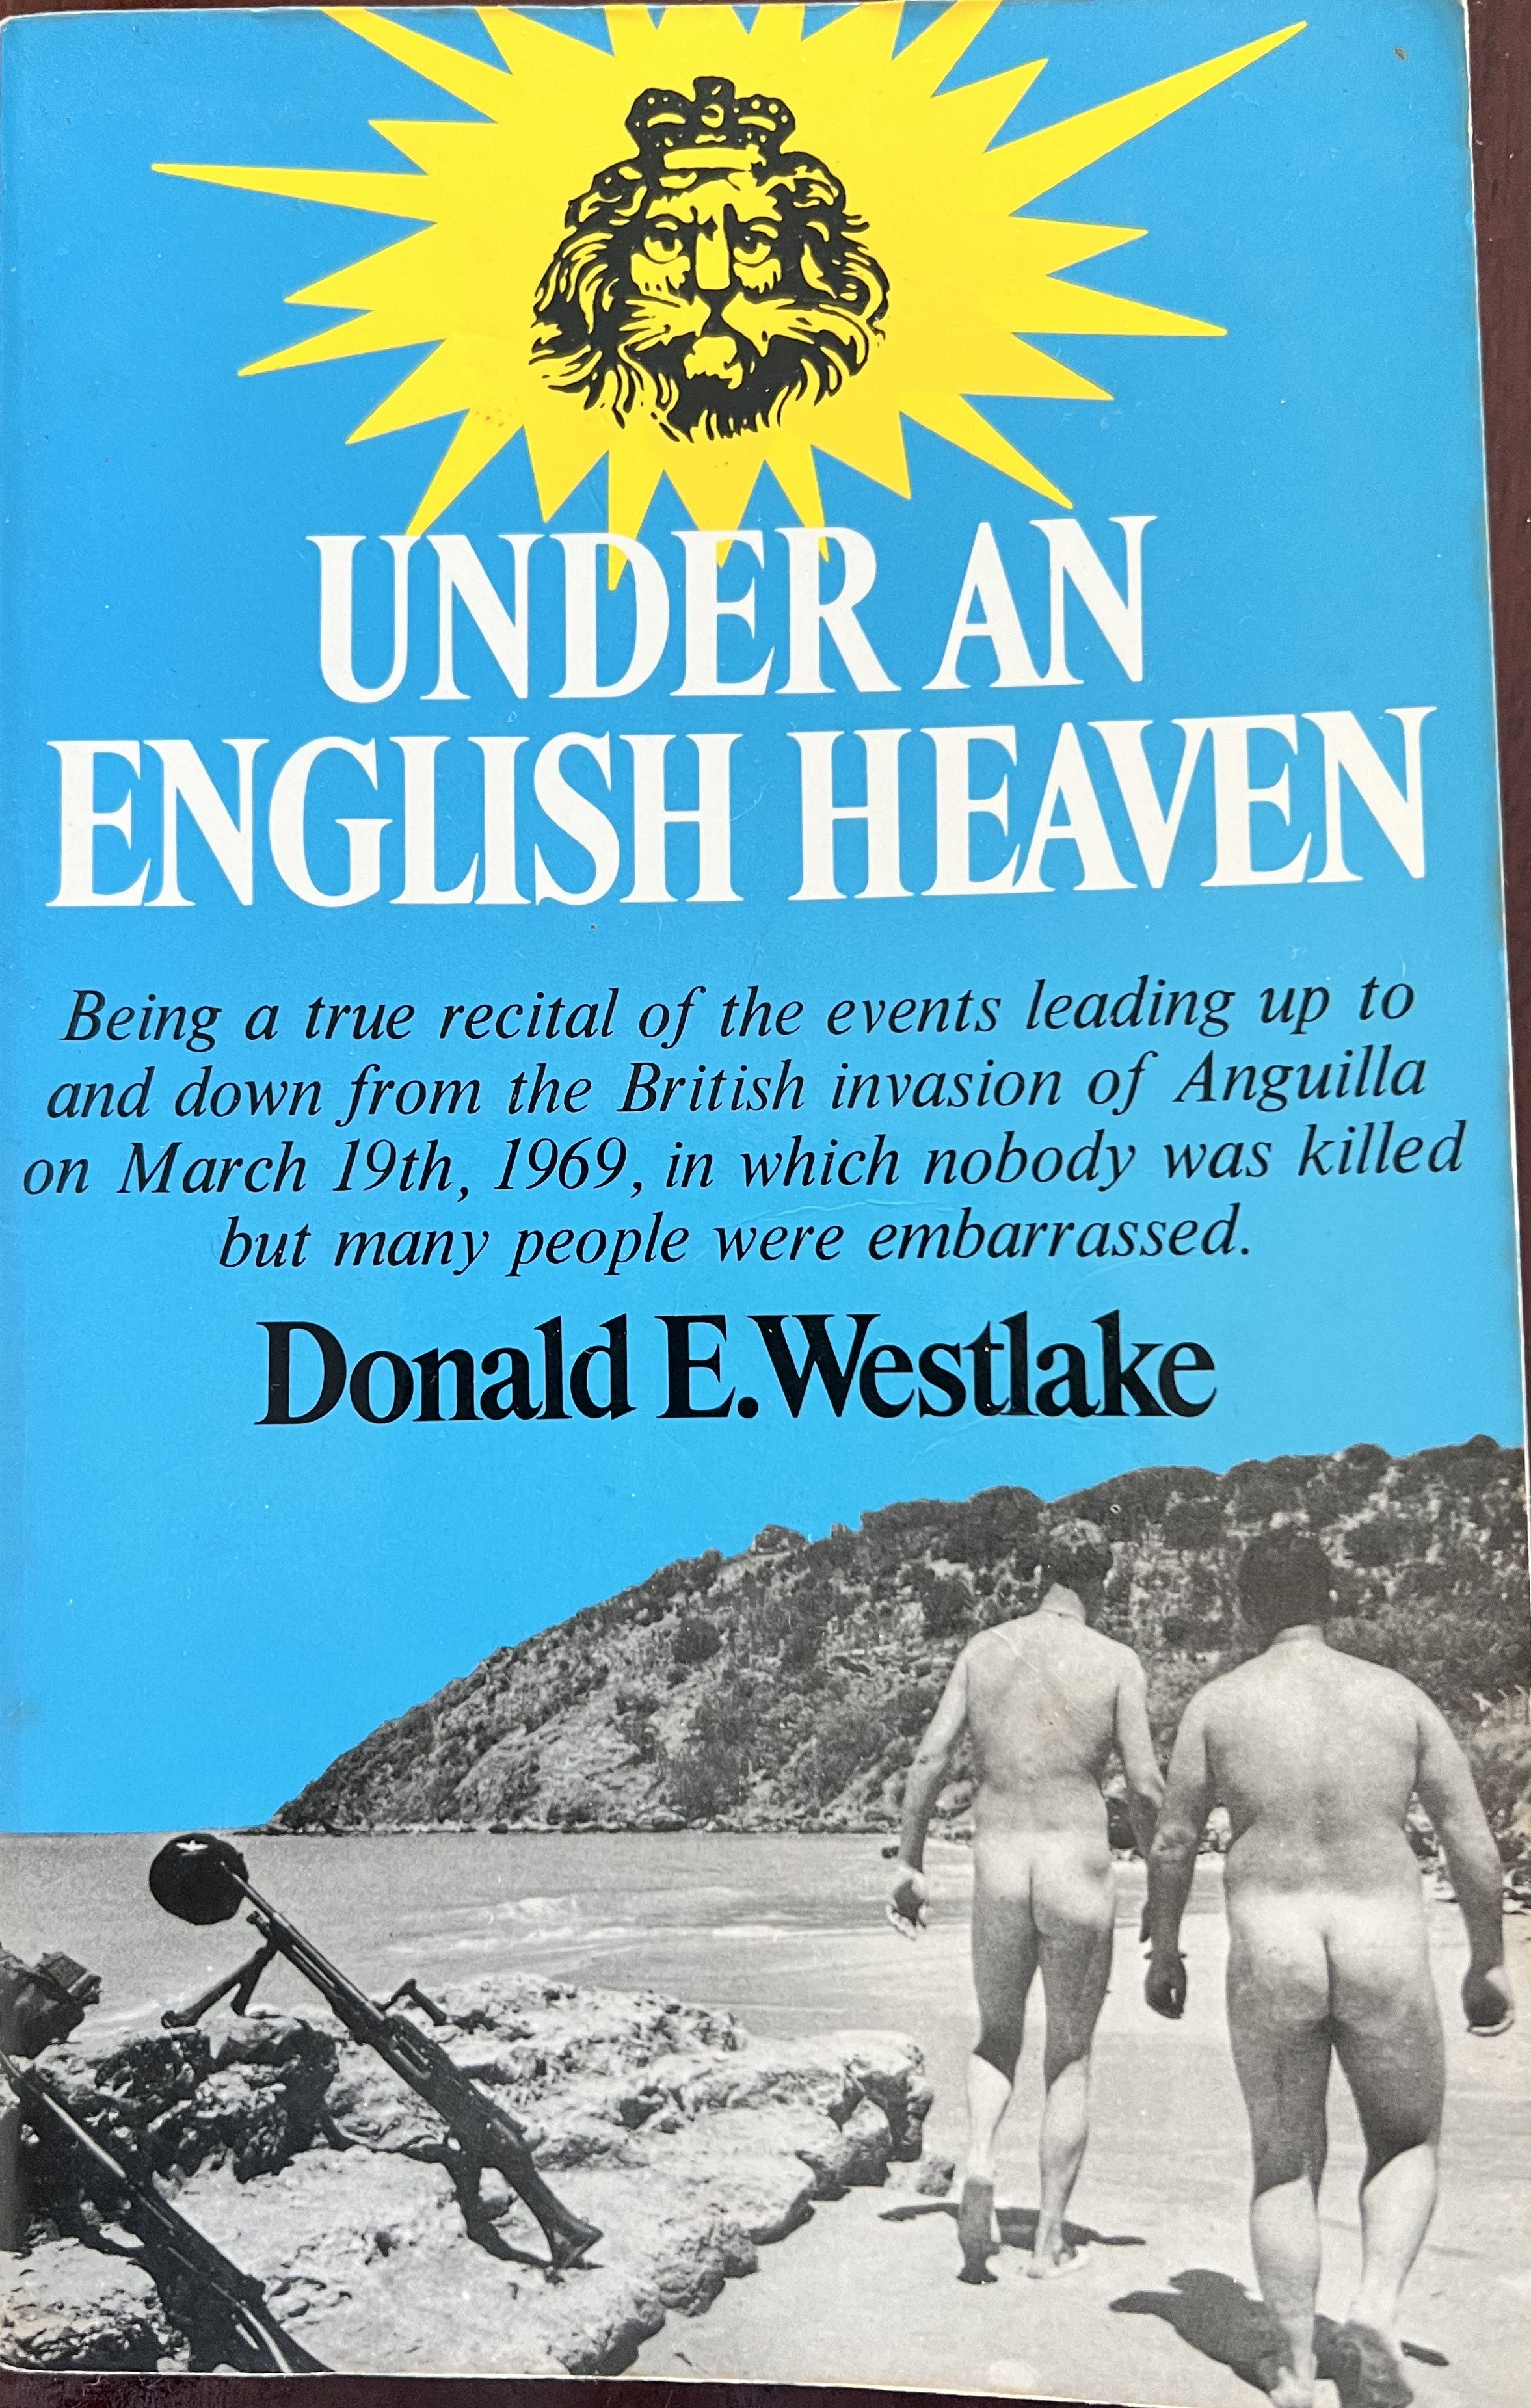 UNDER AN
ENGLISH HEAVEN
Being a true recital of the events leading up to
and down from the British invasion of Anguilla
on March 19th, 1969, in which nobody was killed
but many people were embarrassed.
Donald E. Westlake